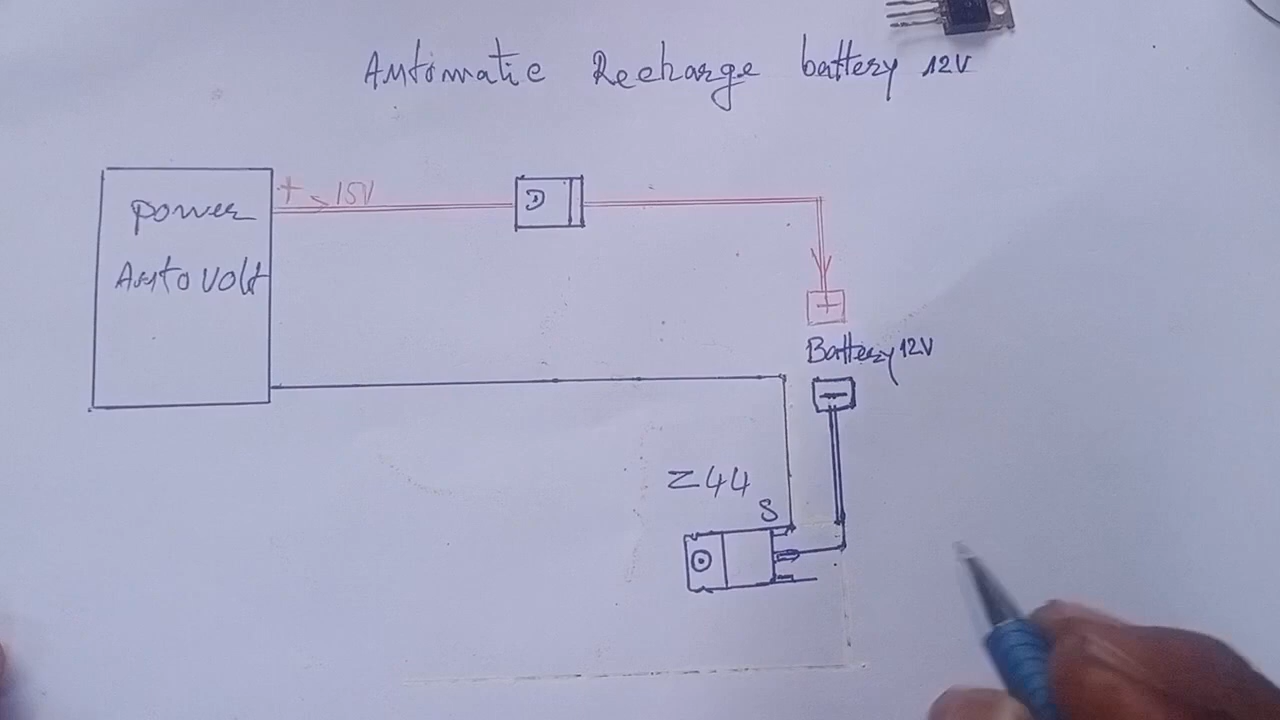 Automatic Recharge battery 12V
+ 15V
power
Auto volt
D
+
Battery 12V
−
Z44
S